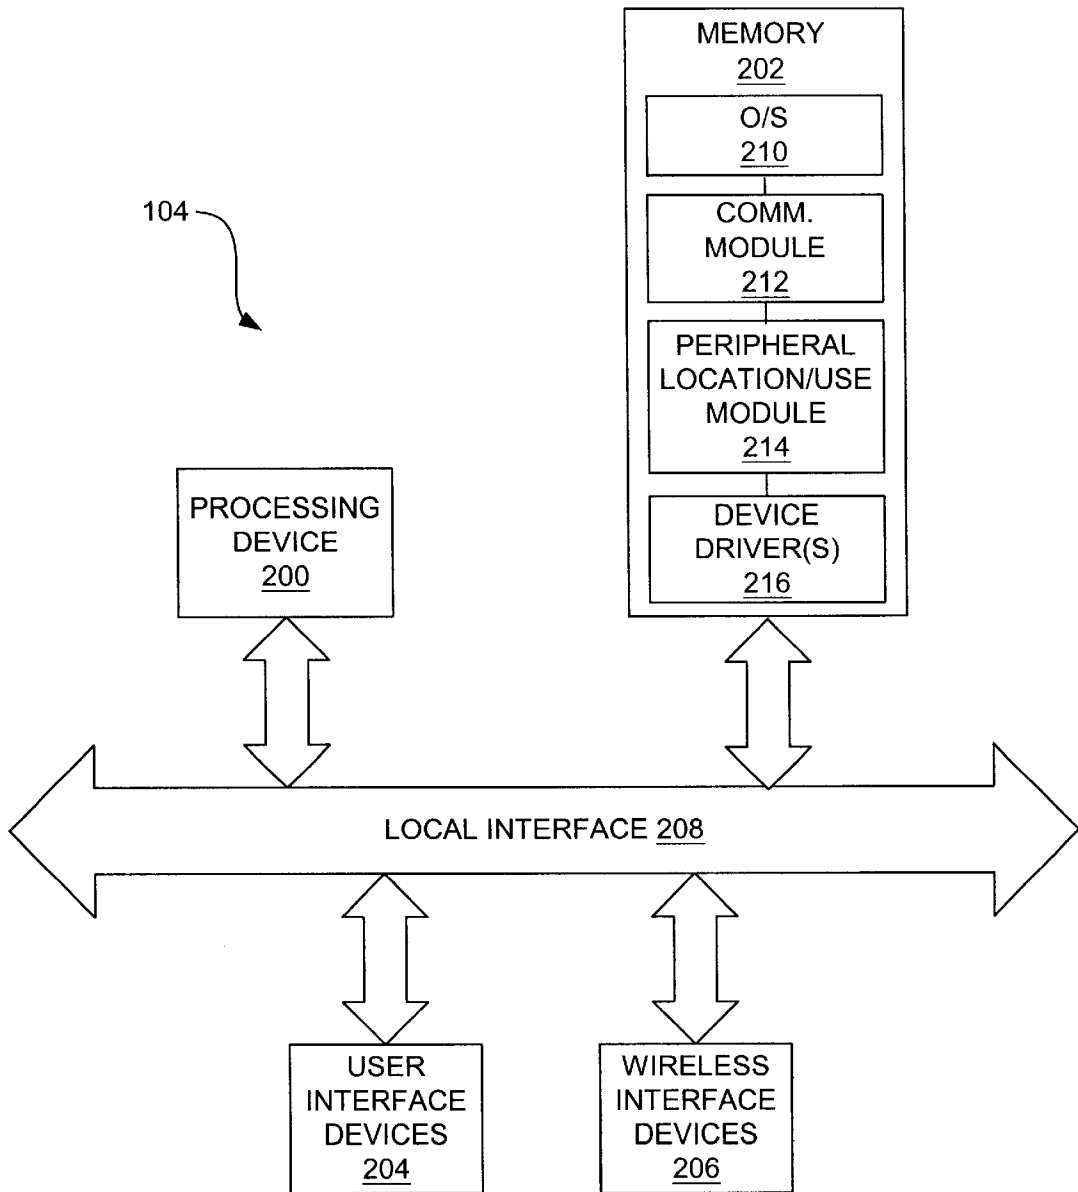 MEMORY
202
O/S
210
COMM.
MODULE
212
PERIPHERAL
LOCATION/USE
MODULE
214
DEVICE
DRIVER(S)
216
104
PROCESSING
DEVICE
200
LOCAL INTERFACE 208
USER
INTERFACE
DEVICES
204
WIRELESS
INTERFACE
DEVICES
206